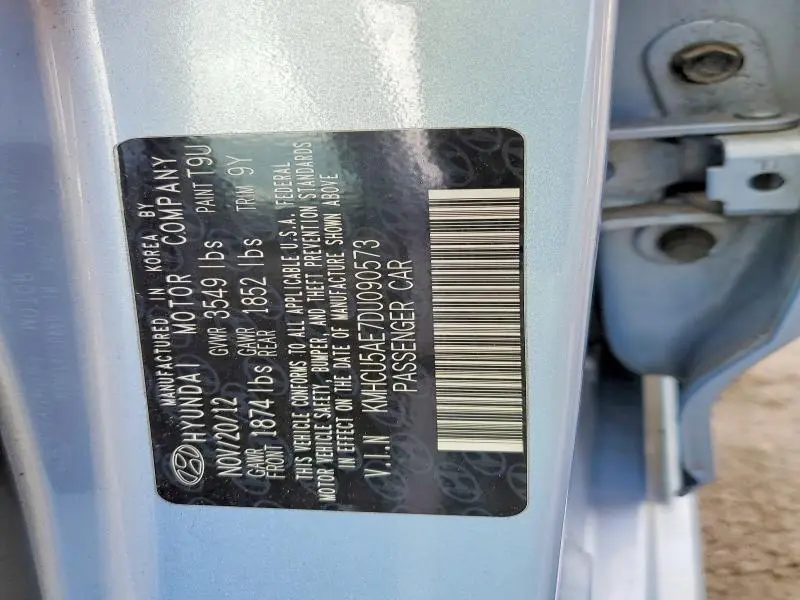 MANUFACTURED IN KOREA BY
HYUNDAI MOTOR COMPANY
NOV/20/12 GVWR 3549 lbs PAINT T9U
GAWR FRONT 1874 lbs GAWR REAR 1852 lbs TRIM 9Y
THIS VEHICLE CONFORMS TO ALL APPLICABLE U.S.A. FEDERAL
MOTOR VEHICLE SAFETY, BUMPER, AND THEFT PREVENTION STANDARDS
IN EFFECT ON THE DATE OF MANUFACTURE SHOWN ABOVE
V.I.N KMHCU5AE7DU090573
PASSENGER CAR